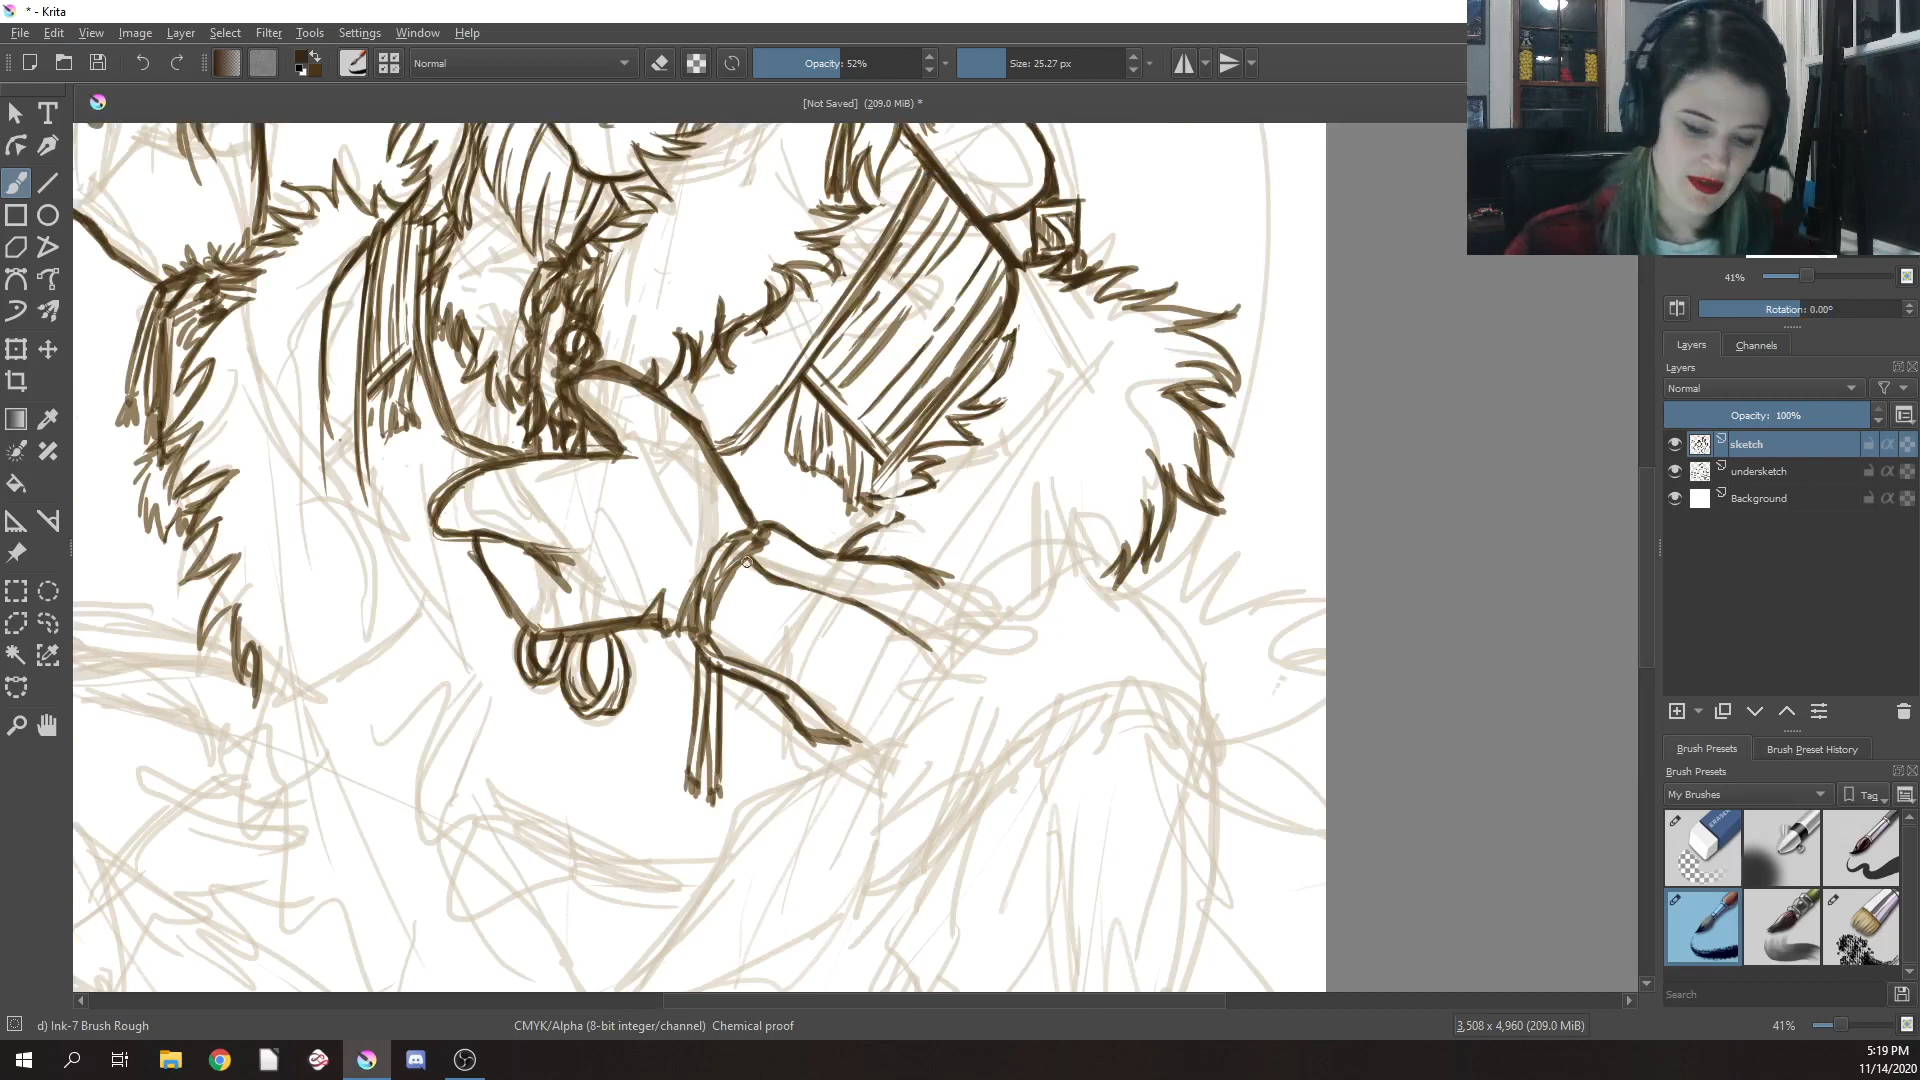 * - Krita
File Edit View Image Layer Select Filter Tools Settings Window Help
Normal Opacity: 52% Size: 25.27 px
[Not Saved] (209.0 MiB) *
41%
Rotation: 0.00°
Layers Channels
Layers
Normal
Opacity: 100%
sketch
undersketch
Background
Brush Presets Brush Preset History
Brush Presets
My Brushes Tag
Search
d) Ink-7 Brush Rough CMYK/Alpha (8-bit integer/channel) Chemical proof 3,508 x 4,960 (209.0 MiB) 41%
5:19 PM
11/14/2020